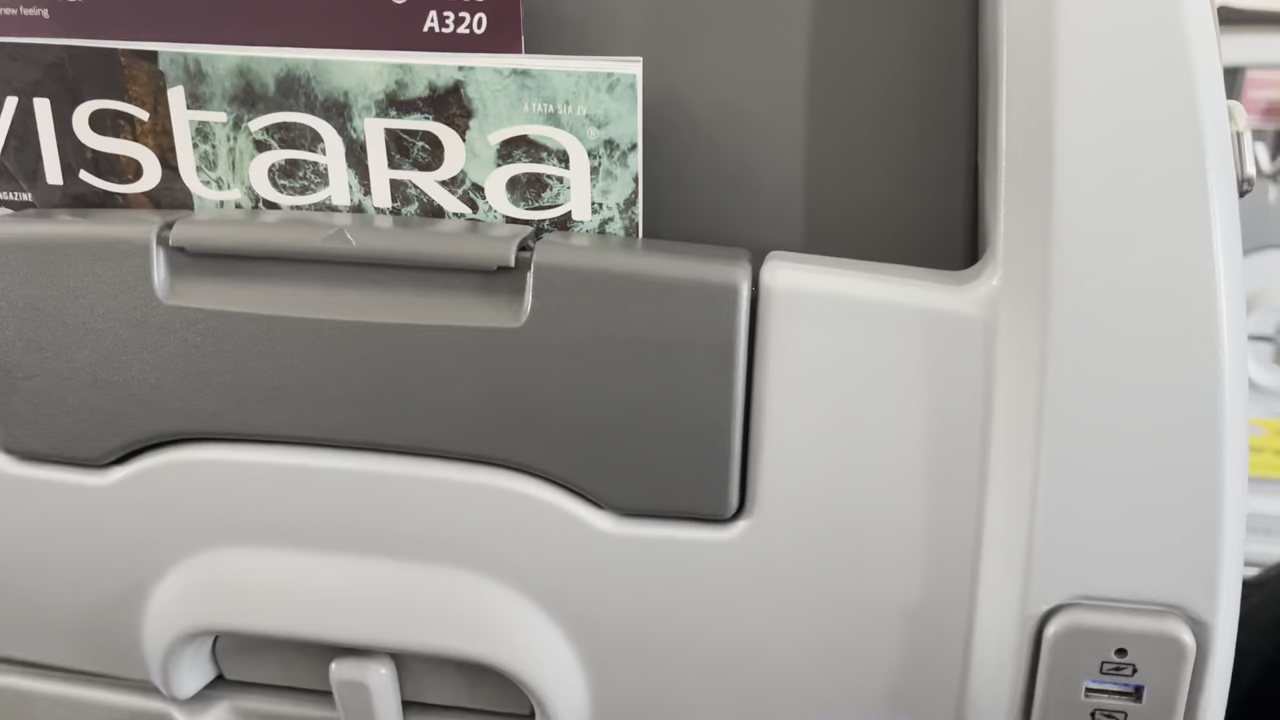 new feeling
A320
vistaRa®
A TATA SIA JV
GAZINE